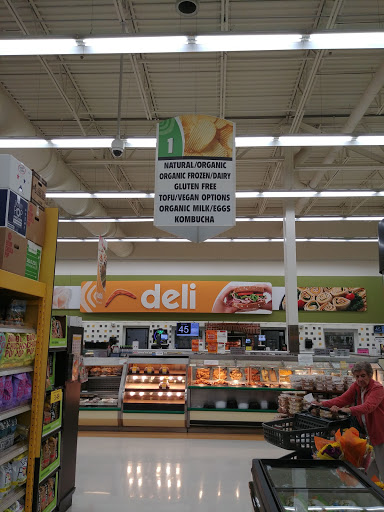 1
NATURAL/ORGANIC
ORGANIC FROZEN/DAIRY
GLUTEN FREE
TOFU/VEGAN OPTIONS
ORGANIC MILK/EGGS
KOMBUCHA
deli
45